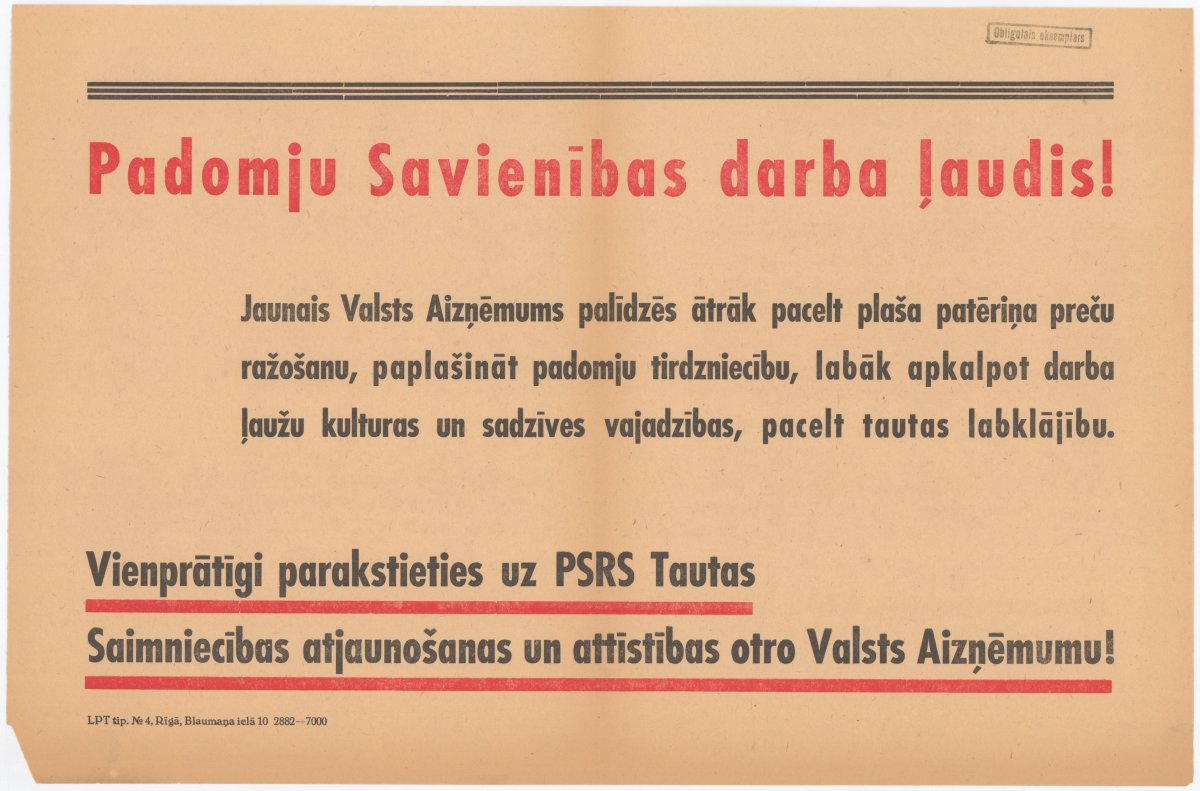 Obligatais eksemplars
Padomju Savienības darba ļaudis!
Jaunais Valsts Aizņēmums palīdzēs ātrāk pacelt plaša patēriņa preču
ražošanu, paplašināt padomju tirdzniecību, labāk apkalpot darba
ļaužu kulturas un sadzīves vajadzības, pacelt tautas labklājību.
Vienprātīgi parakstieties uz PSRS Tautas
Saimniecības atjaunošanas un attīstības otro Valsts Aizņēmumu!
LPT tip. № 4, Rīgā, Blaumaņa ielā 10 2882—7000